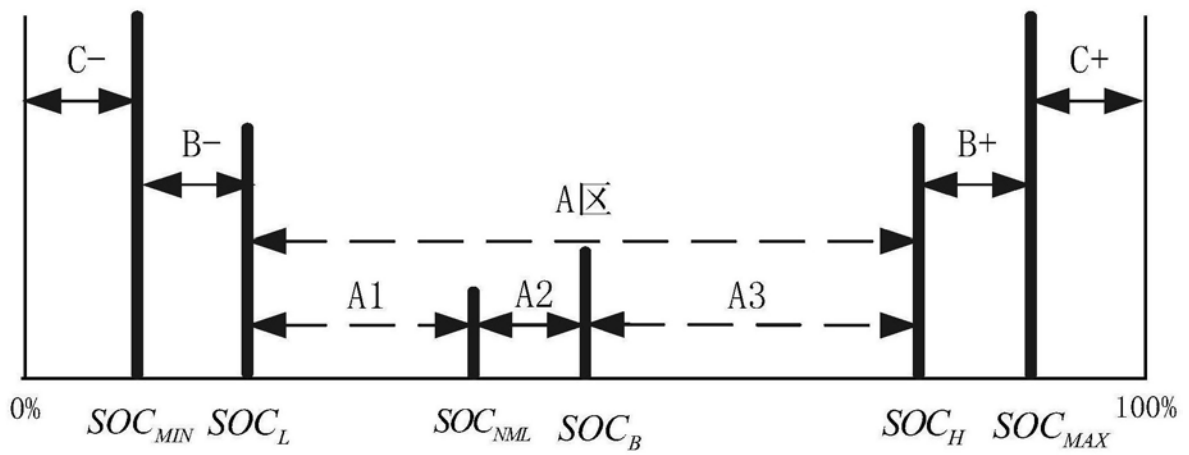 C- C+
B- B+
A区
A1 A2 A3
0% SOC_MIN SOC_L SOC_NML SOC_B SOC_H SOC_MAX 100%